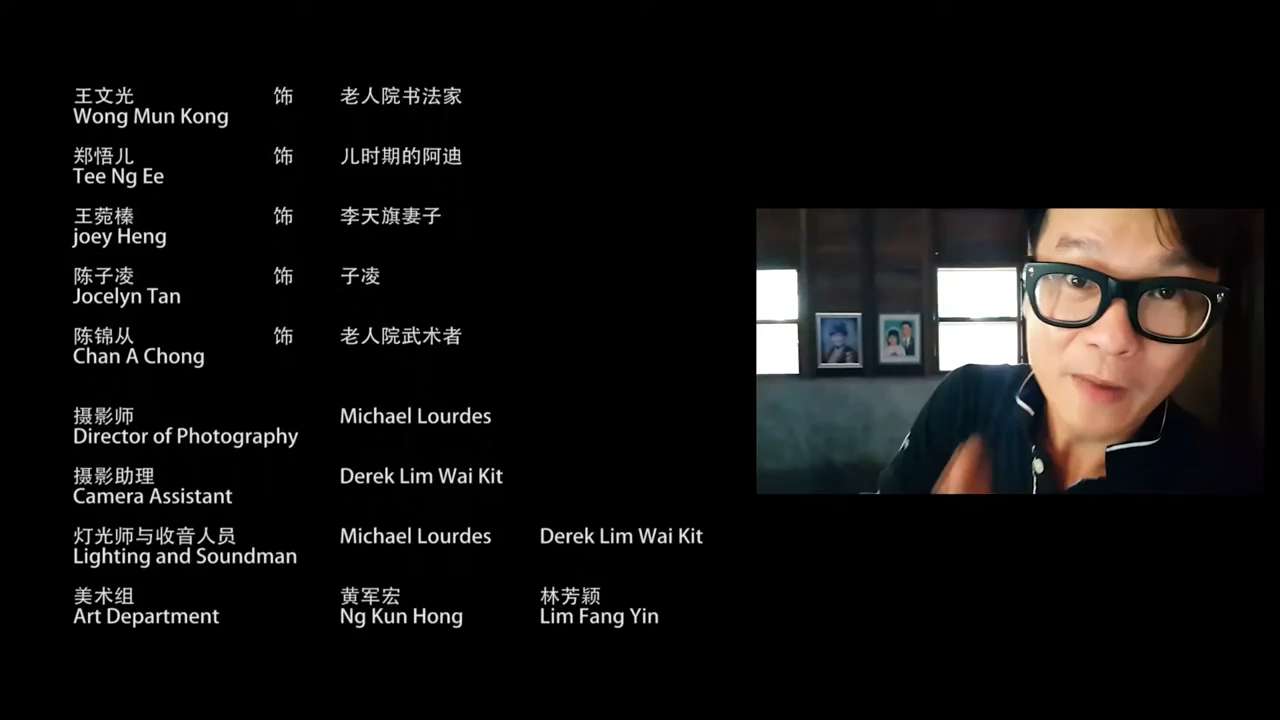 王文光 饰 老人院书法家
Wong Mun Kong
郑悟儿 饰 儿时期的阿迪
Tee Ng Ee
王菀榛 饰 李天旗妻子
joey Heng
陈子凌 饰 子凌
Jocelyn Tan
陈锦从 饰 老人院武术者
Chan A Chong
摄影师 Michael Lourdes
Director of Photography
摄影助理 Derek Lim Wai Kit
Camera Assistant
灯光师与收音人员 Michael Lourdes Derek Lim Wai Kit
Lighting and Soundman
美术组 黄军宏 林芳颖
Art Department Ng Kun Hong Lim Fang Yin